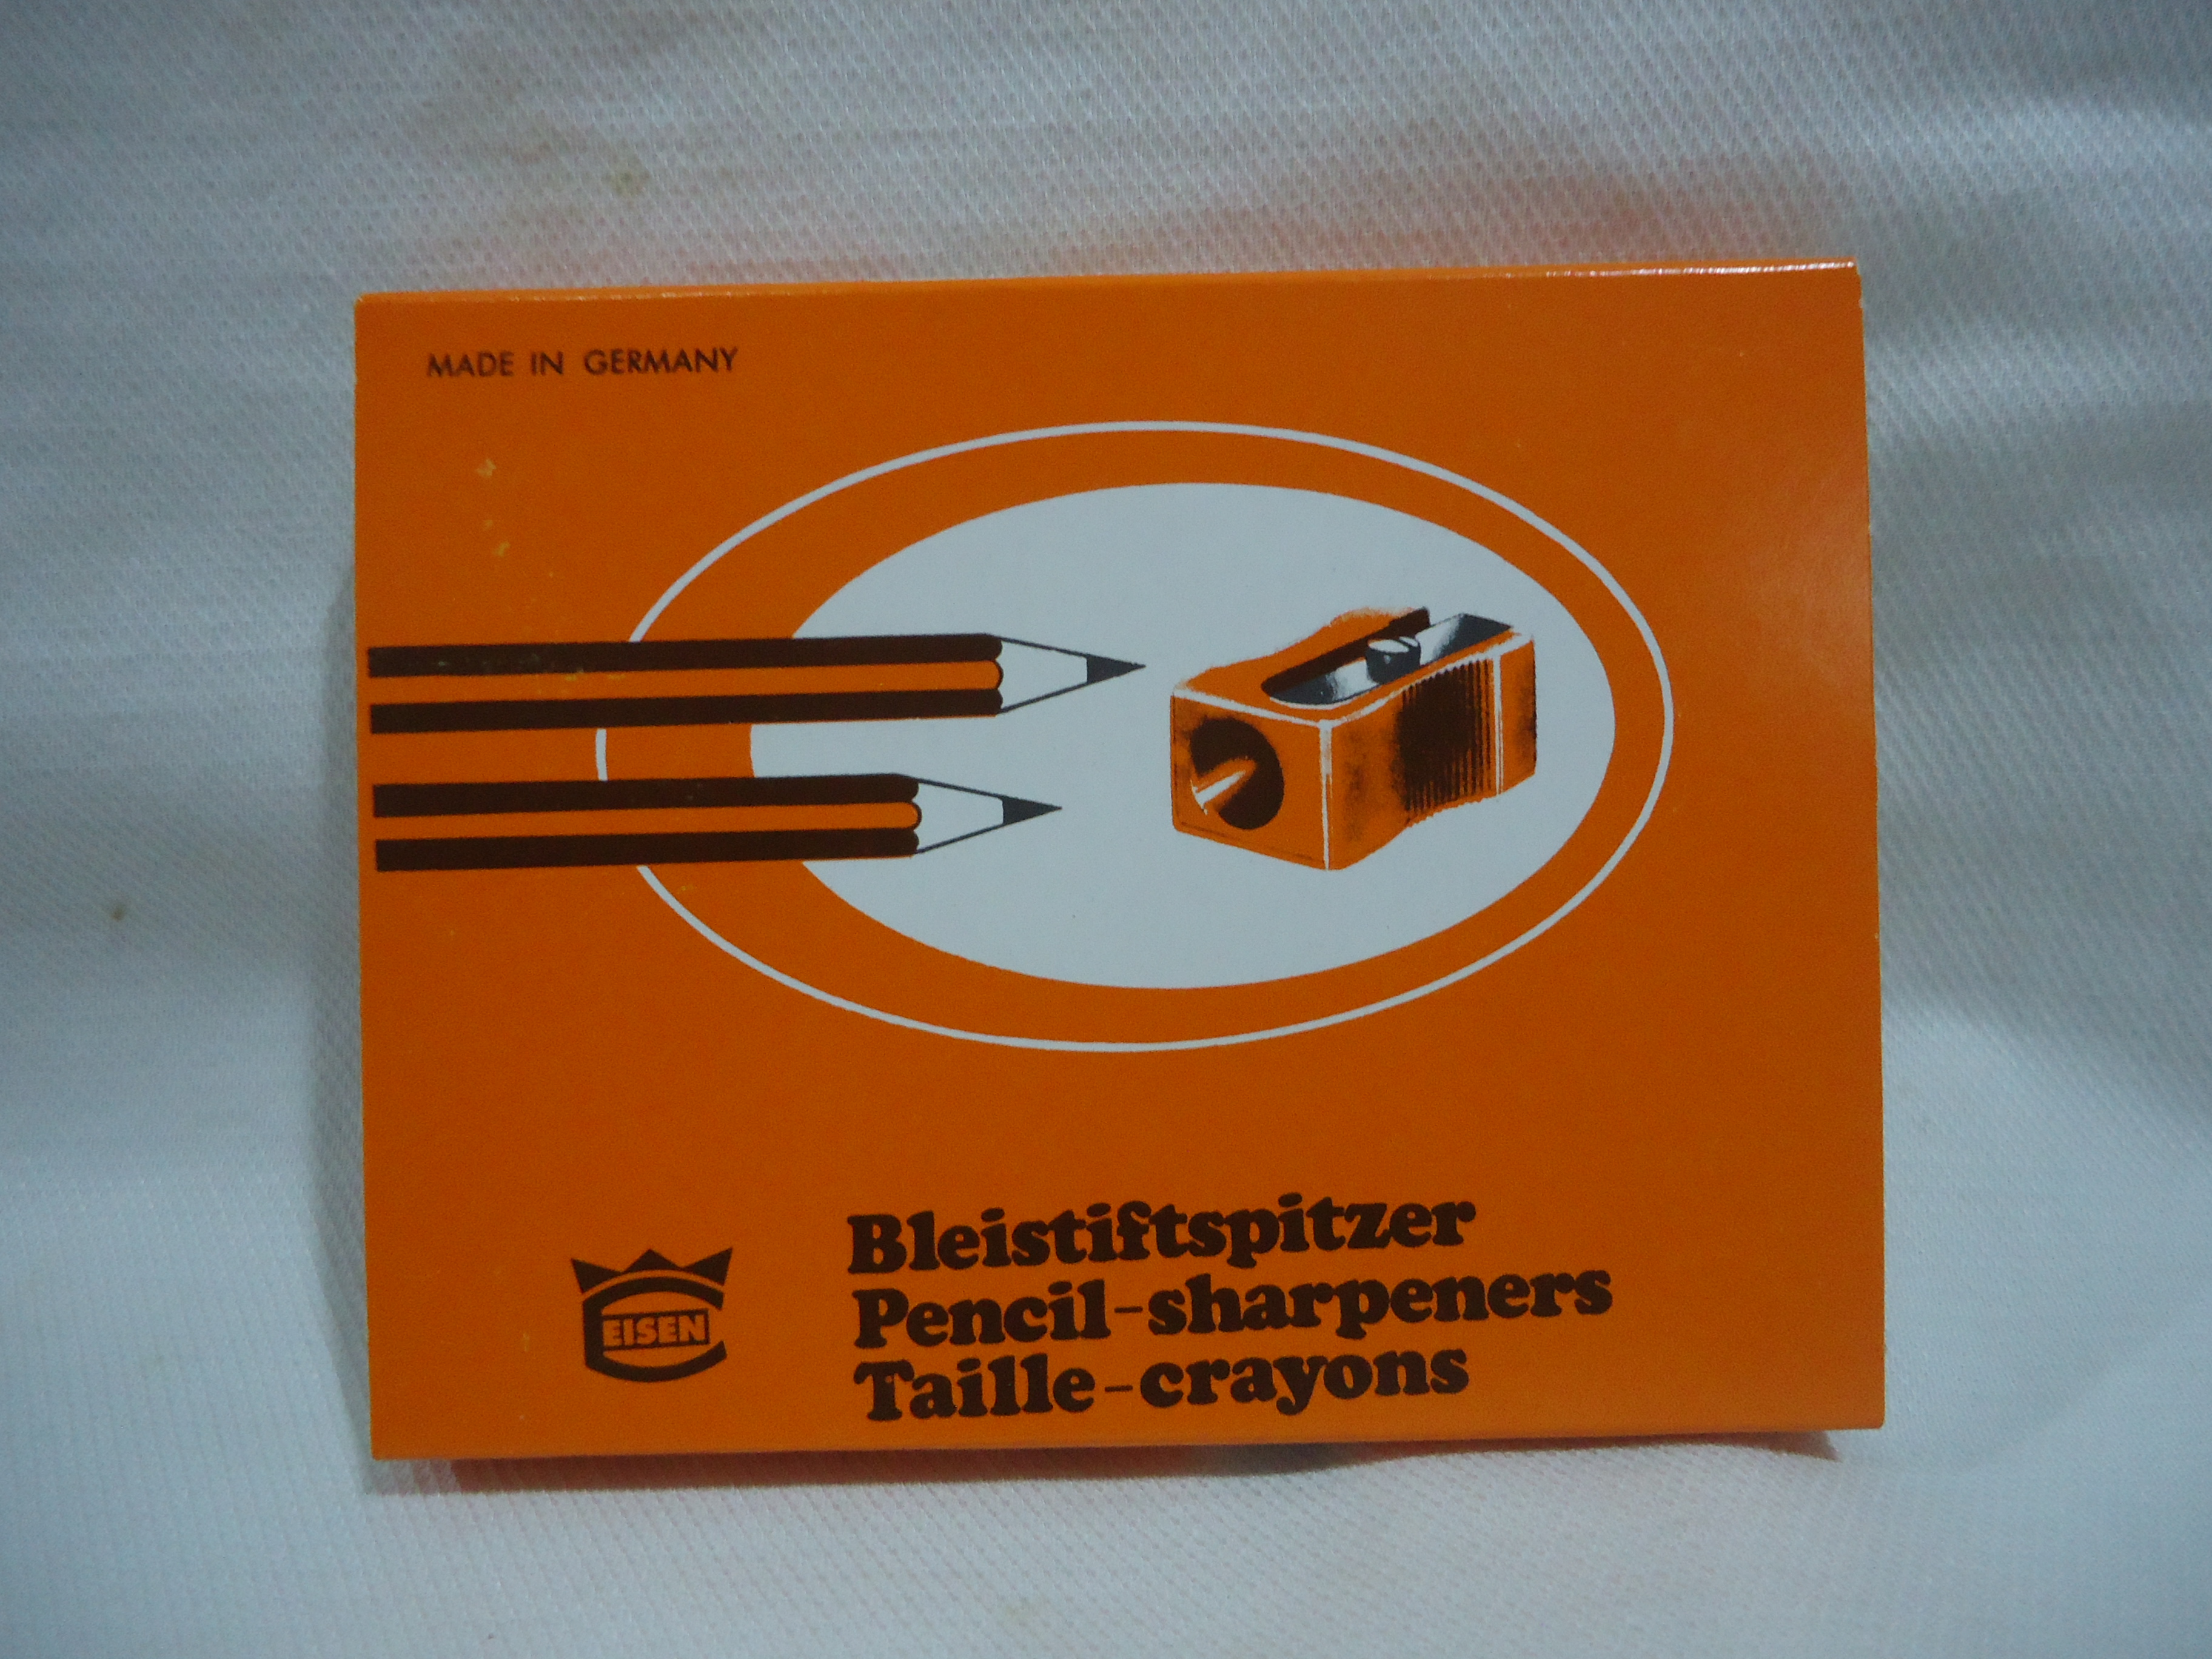 MADE IN GERMANY
Bleistiftspitzer
Pencil-sharpeners
Taille-crayons
EISEN